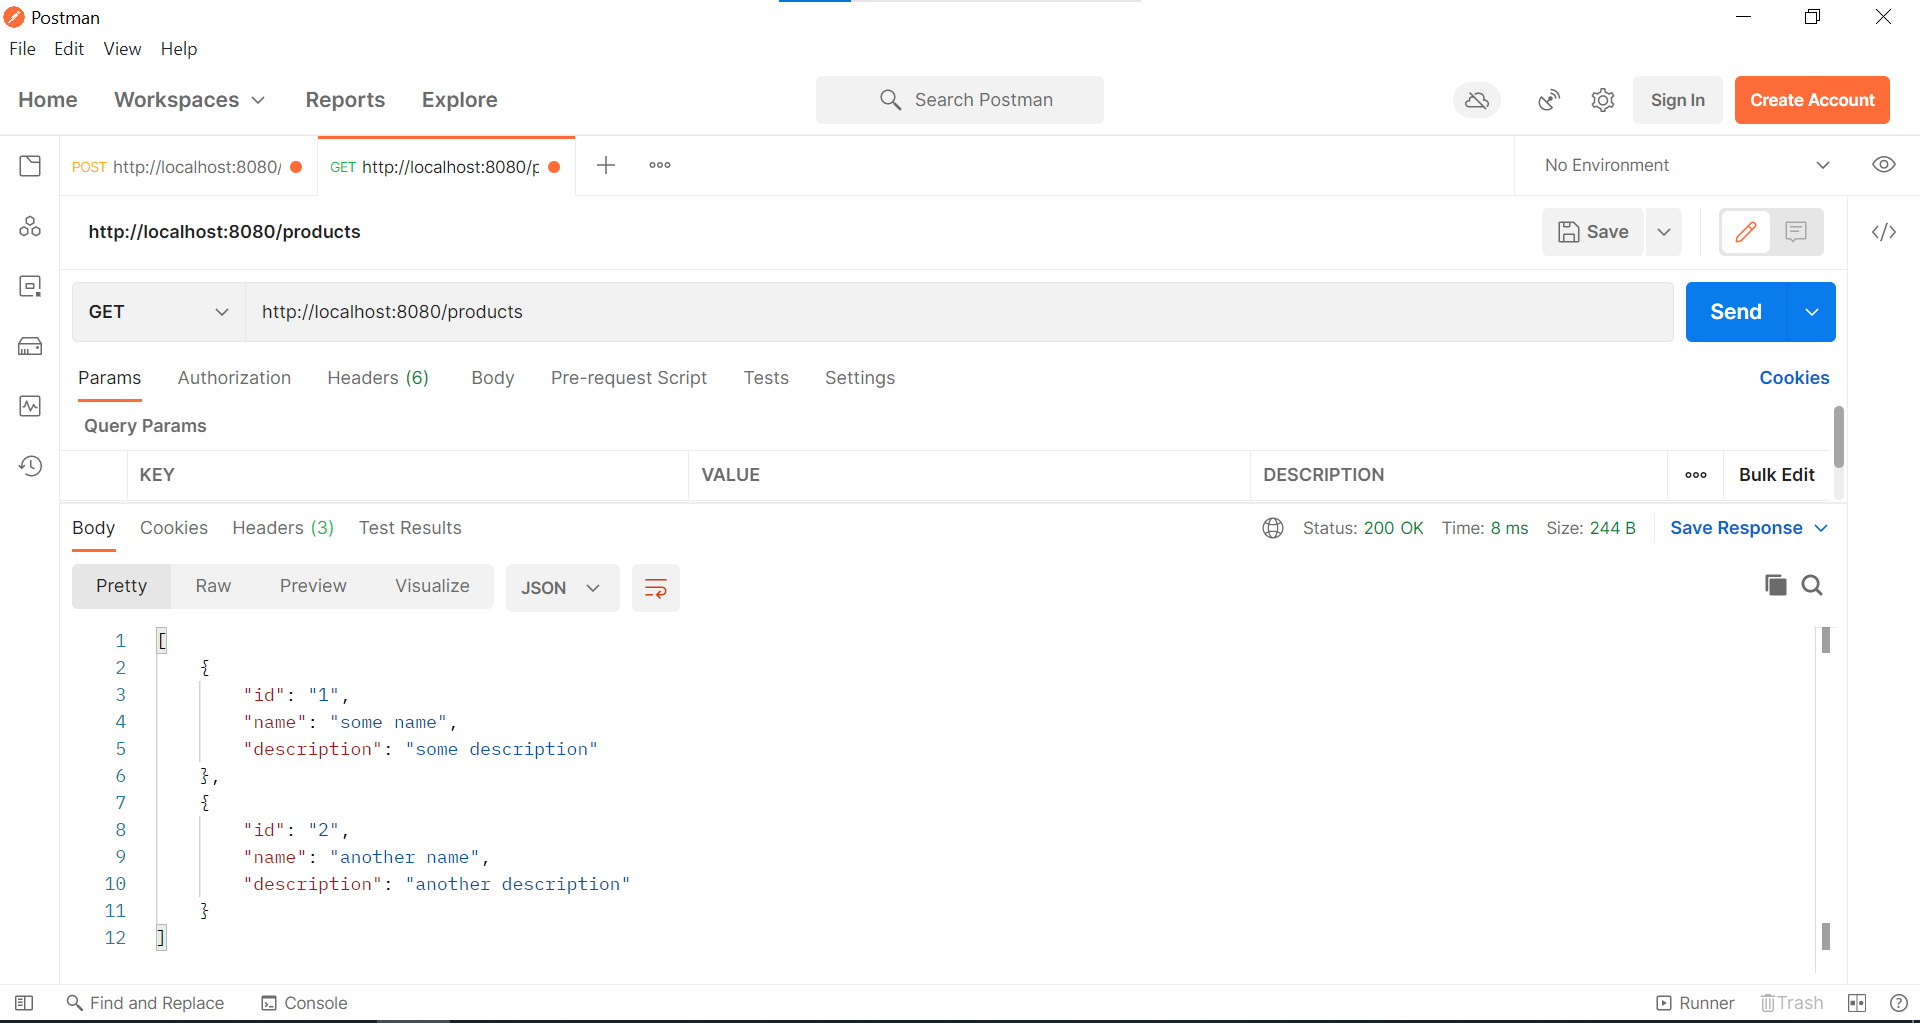 Postman
File Edit View Help
Home Workspaces Reports Explore Search Postman Sign In Create Account
POST http://localhost:8080/ GET http://localhost:8080/p No Environment
http://localhost:8080/products Save
GET http://localhost:8080/products Send
Params Authorization Headers (6) Body Pre-request Script Tests Settings Cookies
Query Params
KEY VALUE DESCRIPTION Bulk Edit
Body Cookies Headers (3) Test Results Status: 200 OK Time: 8 ms Size: 244 B Save Response
Pretty Raw Preview Visualize JSON
1 [
2 {
3 "id": "1",
4 "name": "some name",
5 "description": "some description"
6 },
7 {
8 "id": "2",
9 "name": "another name",
10 "description": "another description"
11 }
12 ]
Find and Replace Console Runner Trash